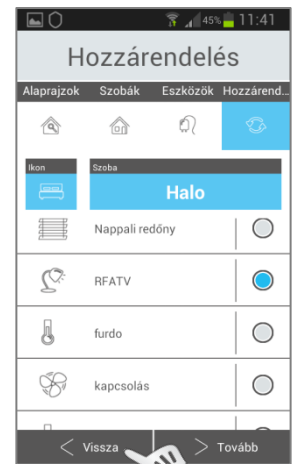 45% 11:41
Hozzárendelés
Alaprajzok Szobák Eszközök Hozzárend...
Ikon Szoba
Halo
Nappali redőny
RFATV
furdo
kapcsolás
< Vissza > Tovább